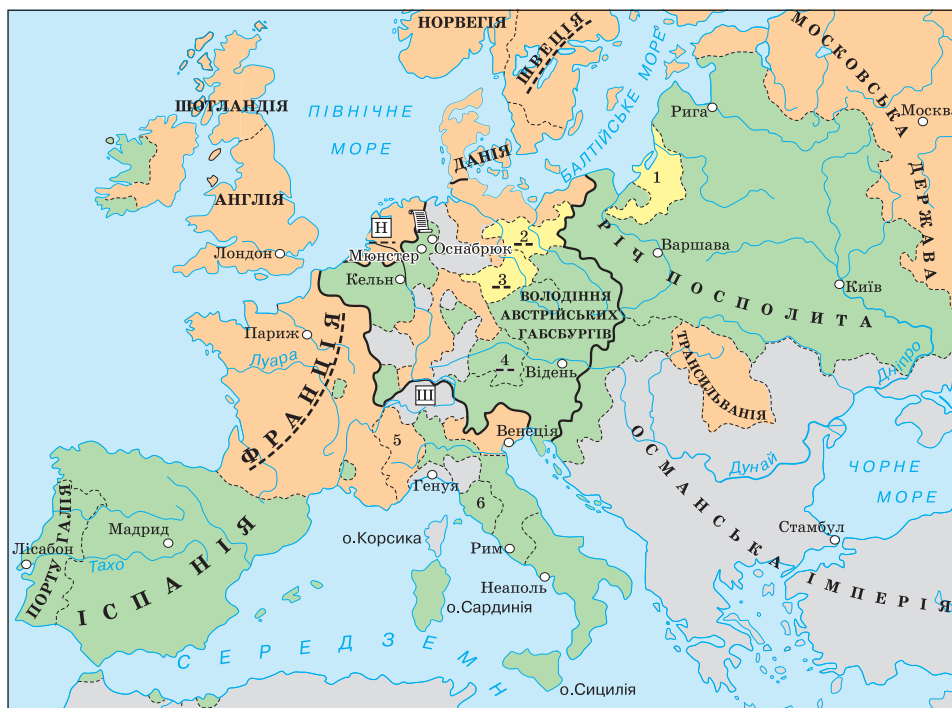 НОРВЕГІЯ
ШВЕЦІЯ
МОСКОВСЬКА ДЕРЖАВА
Москва
ШОТЛАНДІЯ
ПІВНІЧНЕ
МОРЕ
БАЛТІЙСЬКЕ МОРЕ
Рига
ДАНІЯ
1
АНГЛІЯ
Н
2
Оснабрюк
Мюнстер
Лондон
Кельн
3
Варшава
РІЧ ПОСПОЛИТА
Київ
ВОЛОДІННЯ
АВСТРІЙСЬКИХ
ГАБСБУРГІВ
Париж
Луара
ФРАНЦІЯ
4
Відень
ТРАНСИЛЬВАНІЯ
Дніпро
Ш
5
Венеція
Генуя
ОСМАНСЬКА ІМПЕРІЯ
Дунай
ЧОРНЕ
МОРЕ
6
Стамбул
ПОРТУГАЛІЯ
Мадрид
Лісабон
Тахо
ІСПАНІЯ
о.Корсика
Рим
Неаполь
о.Сардинія
СЕРЕДЗЕМН
о.Сицилія